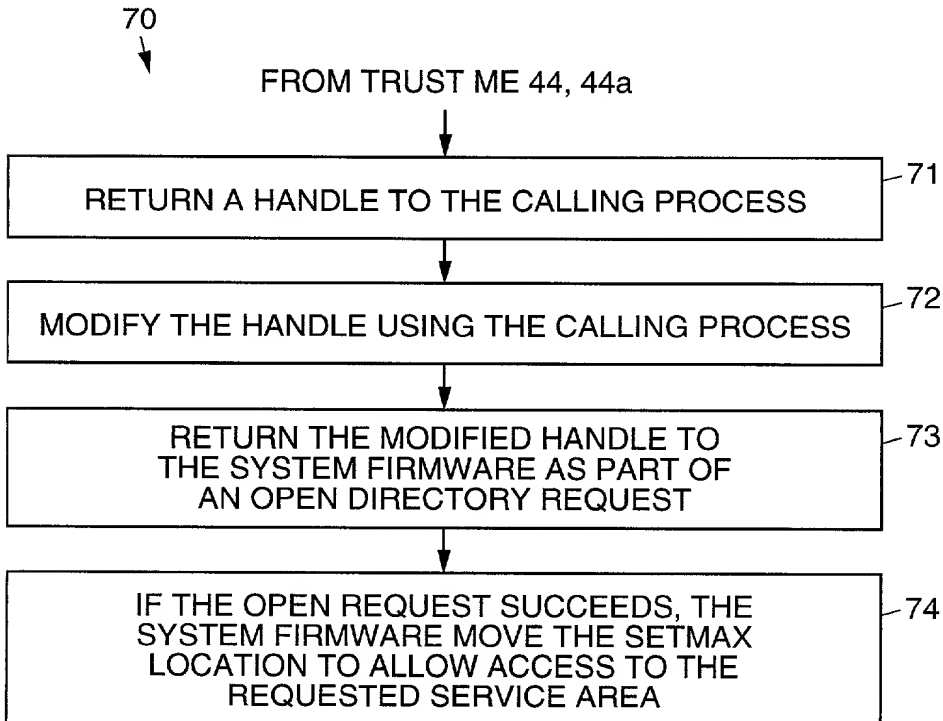 70
FROM TRUST ME 44, 44a
RETURN A HANDLE TO THE CALLING PROCESS
71
MODIFY THE HANDLE USING THE CALLING PROCESS
72
RETURN THE MODIFIED HANDLE TO
THE SYSTEM FIRMWARE AS PART OF
AN OPEN DIRECTORY REQUEST
73
IF THE OPEN REQUEST SUCCEEDS, THE
SYSTEM FIRMWARE MOVE THE SETMAX
LOCATION TO ALLOW ACCESS TO THE
REQUESTED SERVICE AREA
74